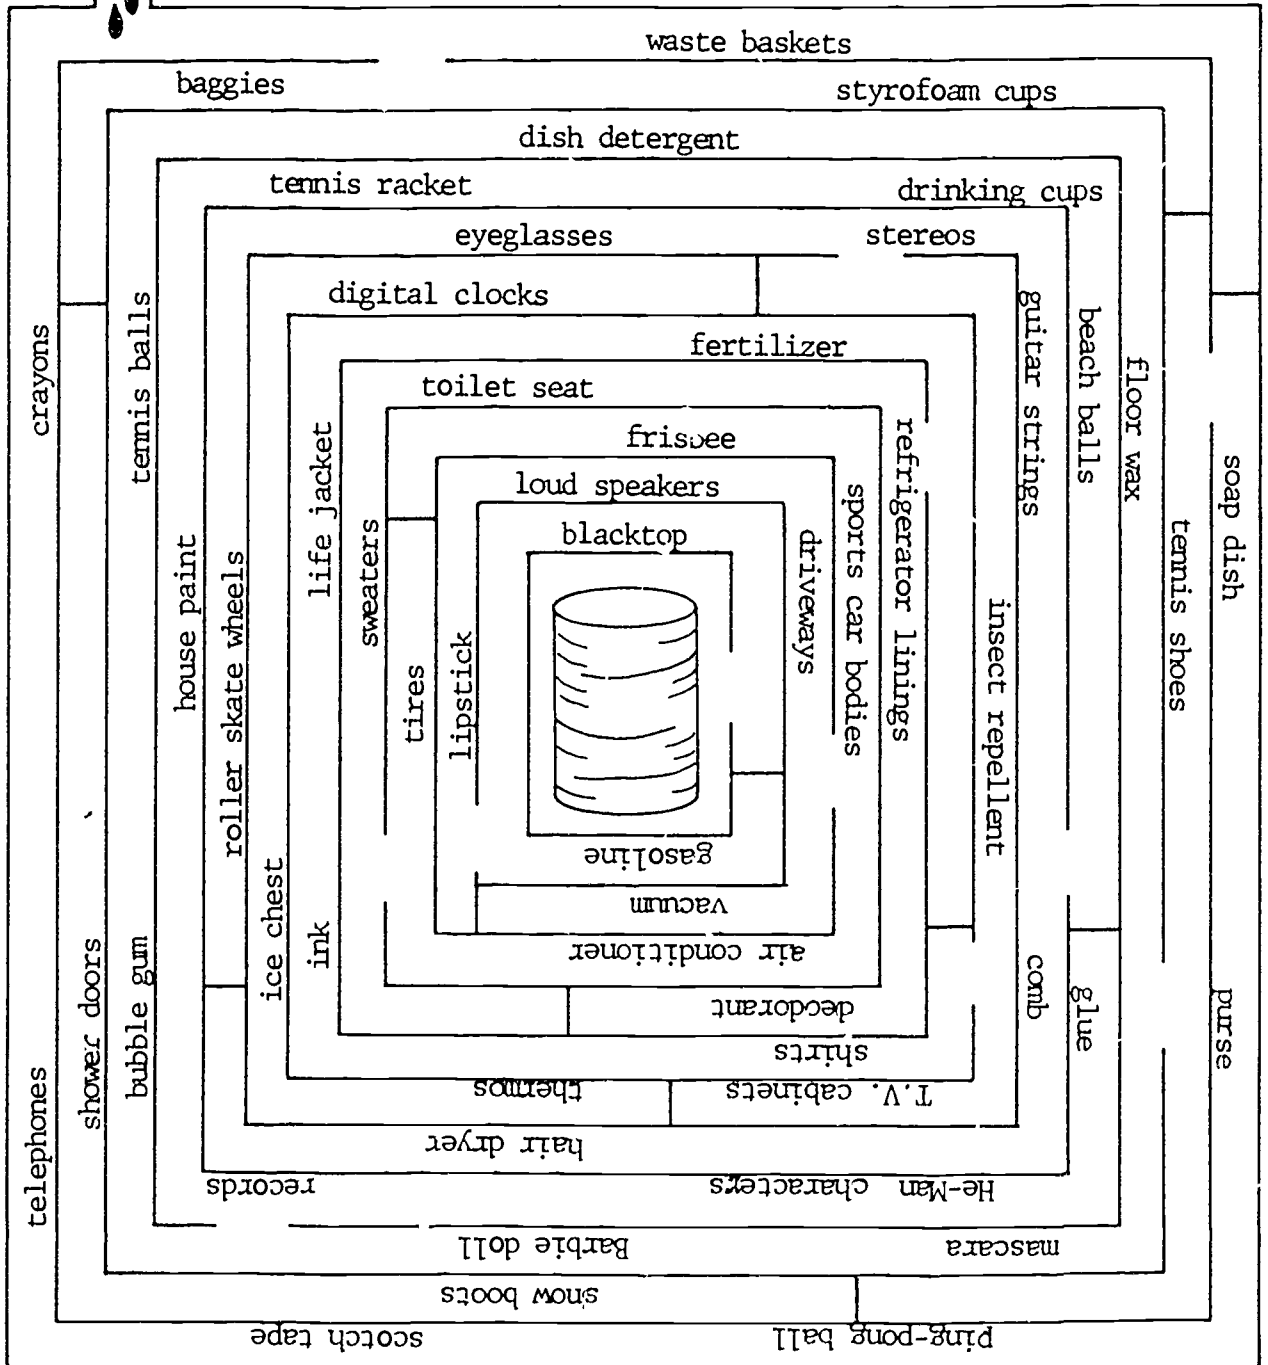 waste baskets
baggies
styrofoam cups
dish detergent
tennis racket
drinking cups
eyeglasses
stereos
digital clocks
fertilizer
toilet seat
frisbee
loud speakers
blacktop
crayons
telephones
shower doors
tennis balls
bubble gum
house paint
roller skate wheels
ice chest
life jacket
ink
sweaters
tires
lipstick
driveways
sports car bodies
refrigerator linings
insect repellent
guitar strings
comb
beach balls
glue
floor wax
tennis shoes
soap dish
purse
gasoline
vacuum
air conditioner
deodorant
shirts
thermos
T.V. cabinets
hair dryer
records
He-Man characters
Barbie doll
mascara
snow boots
scotch tape
ping-pong ball